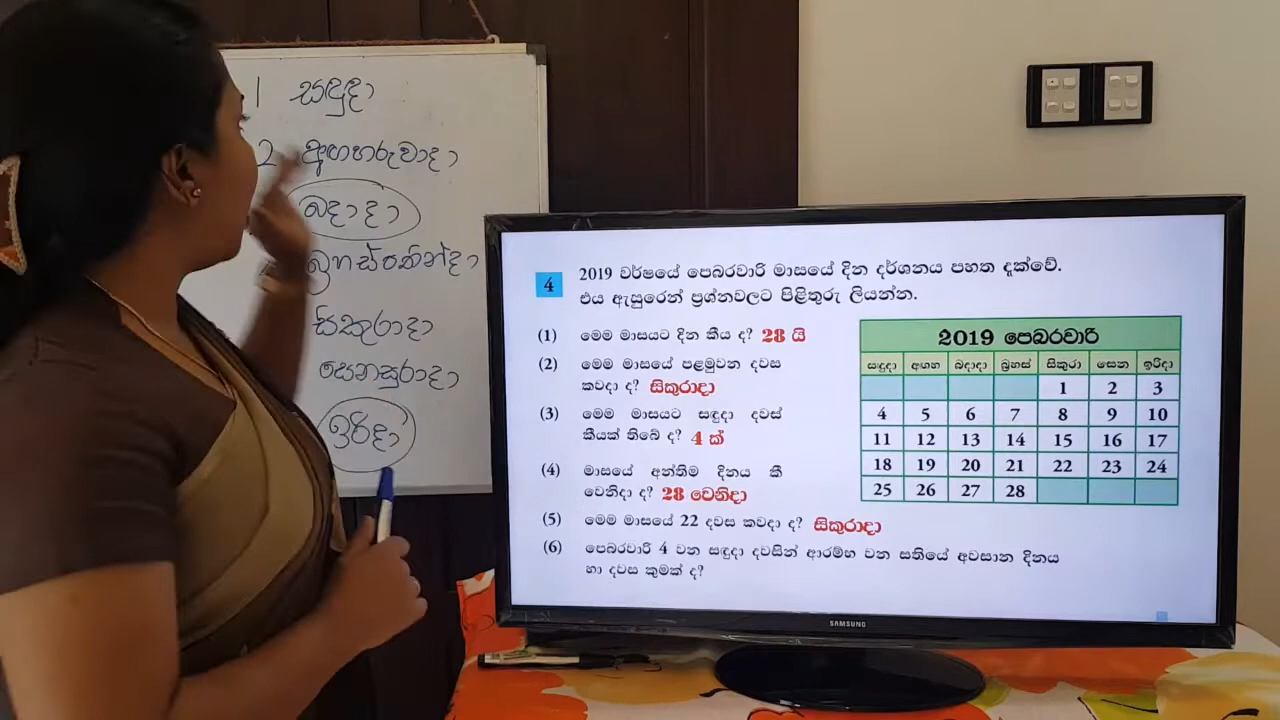 1 සඳුදා
2 අඟහරුවාදා
බදාදා
බ්‍රහස්පතින්දා
සිකුරාදා
සෙනසුරාදා
ඉරිදා
4
2019 වර්ෂයේ පෙබරවාරි මාසයේ දින දර්ශනය පහත දැක්වේ.
එය ඇසුරෙන් ප්‍රශ්නවලට පිළිතුරු ලියන්න.
(1) මෙම මාසයට දින කීය ද? 28 යි
(2) මෙම මාසයේ පළමුවන දවස
කවදා ද? සිකුරාදා
(3) මෙම මාසයට සඳුදා දවස්
කීයක් තිබේ ද? 4 ක්
(4) මාසයේ අන්තිම දිනය කී
වෙනිදා ද? 28 වෙනිදා
(5) මෙම මාසයේ 22 දවස කවදා ද? සිකුරාදා
(6) පෙබරවාරි 4 වන සඳුදා දවසින් ආරම්භ වන සතියේ අවසාන දිනය
හා දවස කුමක් ද?
2019 පෙබරවාරි
සඳුදා අඟහ බදාදා බ්‍රහස් සිකුරා සෙන ඉරිදා
1 2 3
4 5 6 7 8 9 10
11 12 13 14 15 16 17
18 19 20 21 22 23 24
25 26 27 28
SAMSUNG